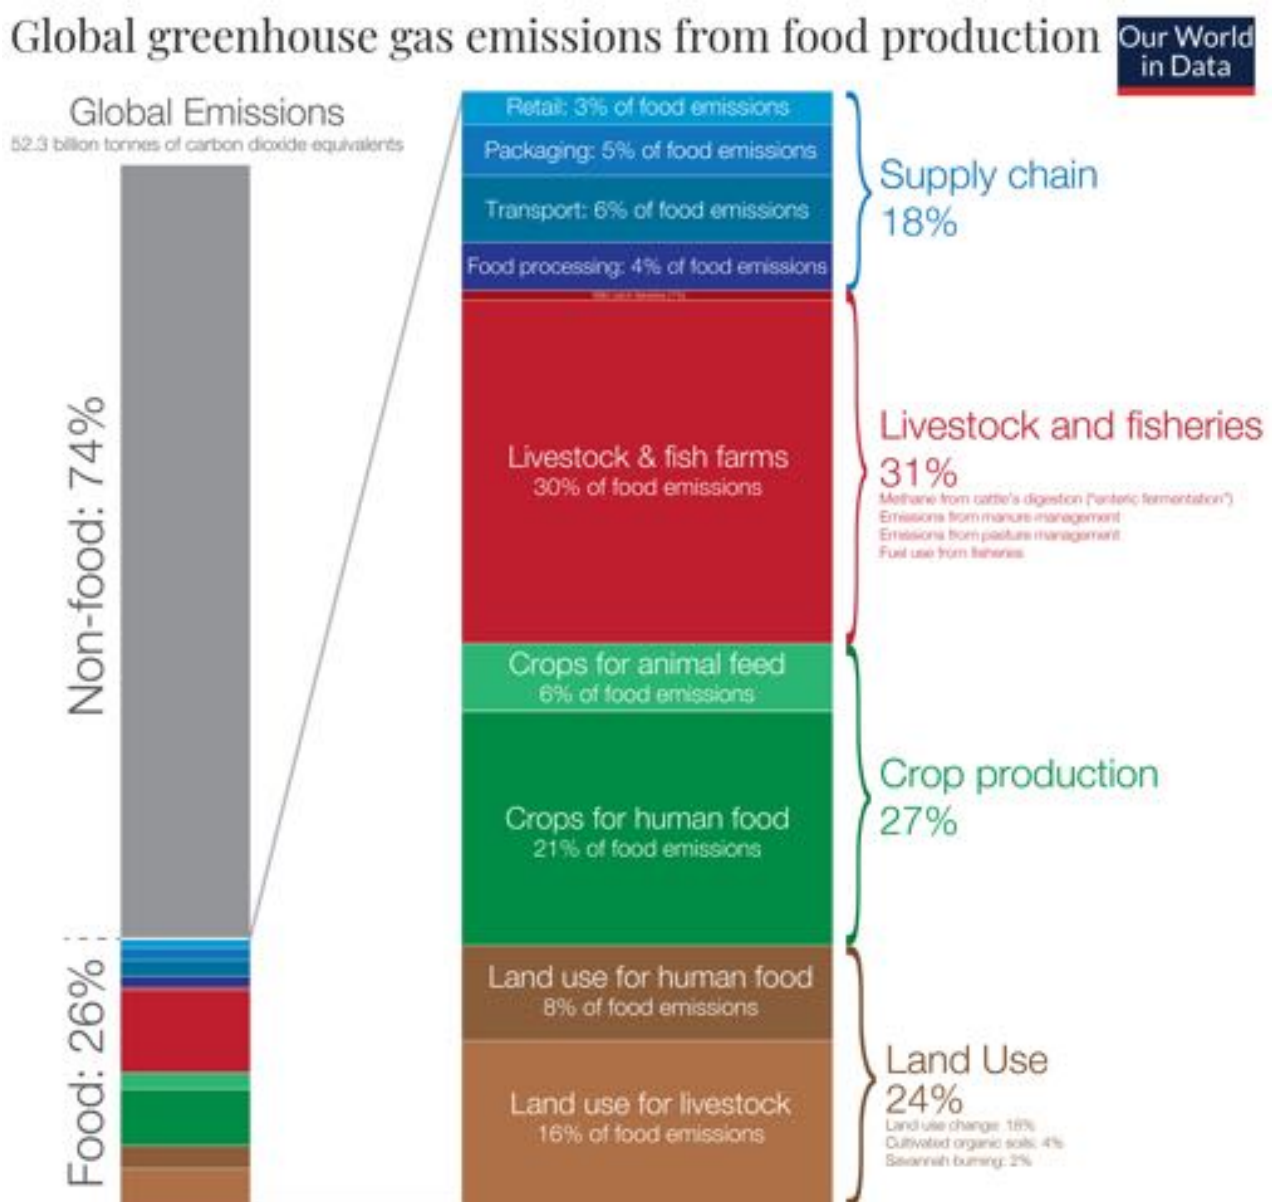 Global greenhouse gas emissions from food production
Our World
in Data
Global Emissions
52.3 billion tonnes of carbon dioxide equivalents
Non-food: 74%
Food: 26%
Retail: 3% of food emissions
Packaging: 5% of food emissions
Transport: 6% of food emissions
Food processing: 4% of food emissions
Livestock & fish farms
30% of food emissions
Crops for animal feed
6% of food emissions
Crops for human food
21% of food emissions
Land use for human food
8% of food emissions
Land use for livestock
16% of food emissions
Supply chain
18%
Livestock and fisheries
31%
Methane from cattle's digestion ("enteric fermentation")
Emissions from manure management
Emissions from pasture management
Fuel use from fisheries
Crop production
27%
Land Use
24%
Land use change: 18%
Cultivated organic soils: 4%
Savannah burning: 2%